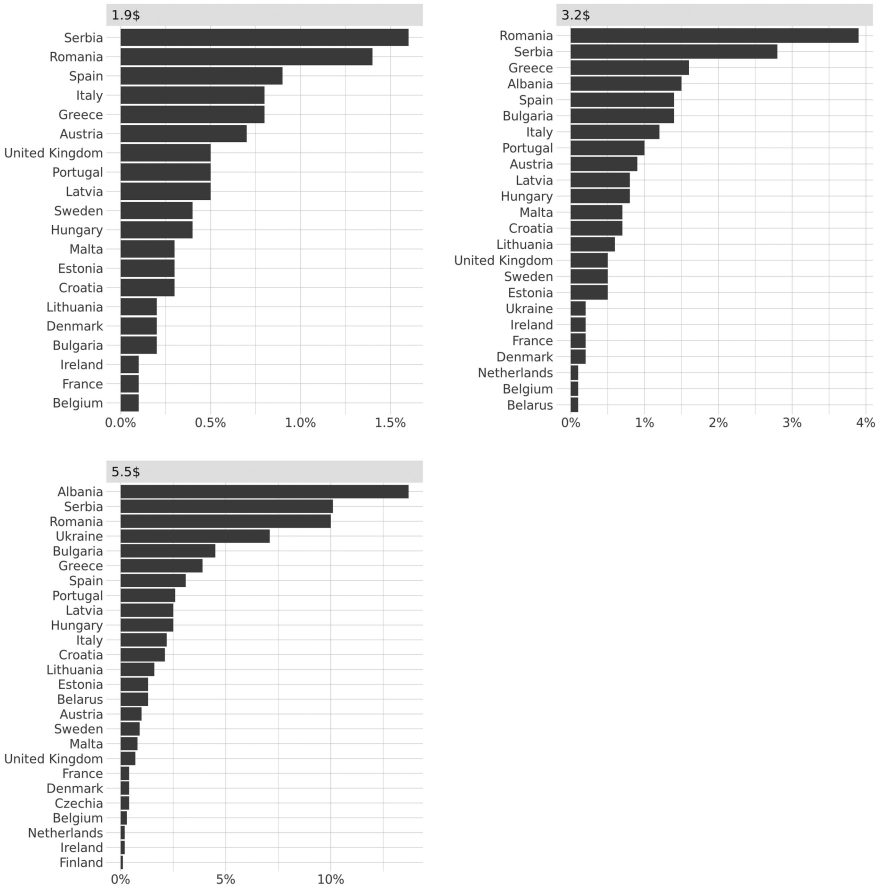 1.9$
Serbia
Romania
Spain
Italy
Greece
Austria
United Kingdom
Portugal
Latvia
Sweden
Hungary
Malta
Estonia
Croatia
Lithuania
Denmark
Bulgaria
Ireland
France
Belgium
0.0% 0.5% 1.0% 1.5%
3.2$
Romania
Serbia
Greece
Albania
Spain
Bulgaria
Italy
Portugal
Austria
Latvia
Hungary
Malta
Croatia
Lithuania
United Kingdom
Sweden
Estonia
Ukraine
Ireland
France
Denmark
Netherlands
Belgium
Belarus
0% 1% 2% 3% 4%
5.5$
Albania
Serbia
Romania
Ukraine
Bulgaria
Greece
Spain
Portugal
Latvia
Hungary
Italy
Croatia
Lithuania
Estonia
Belarus
Austria
Sweden
Malta
United Kingdom
France
Denmark
Czechia
Belgium
Netherlands
Ireland
Finland
0% 5% 10%